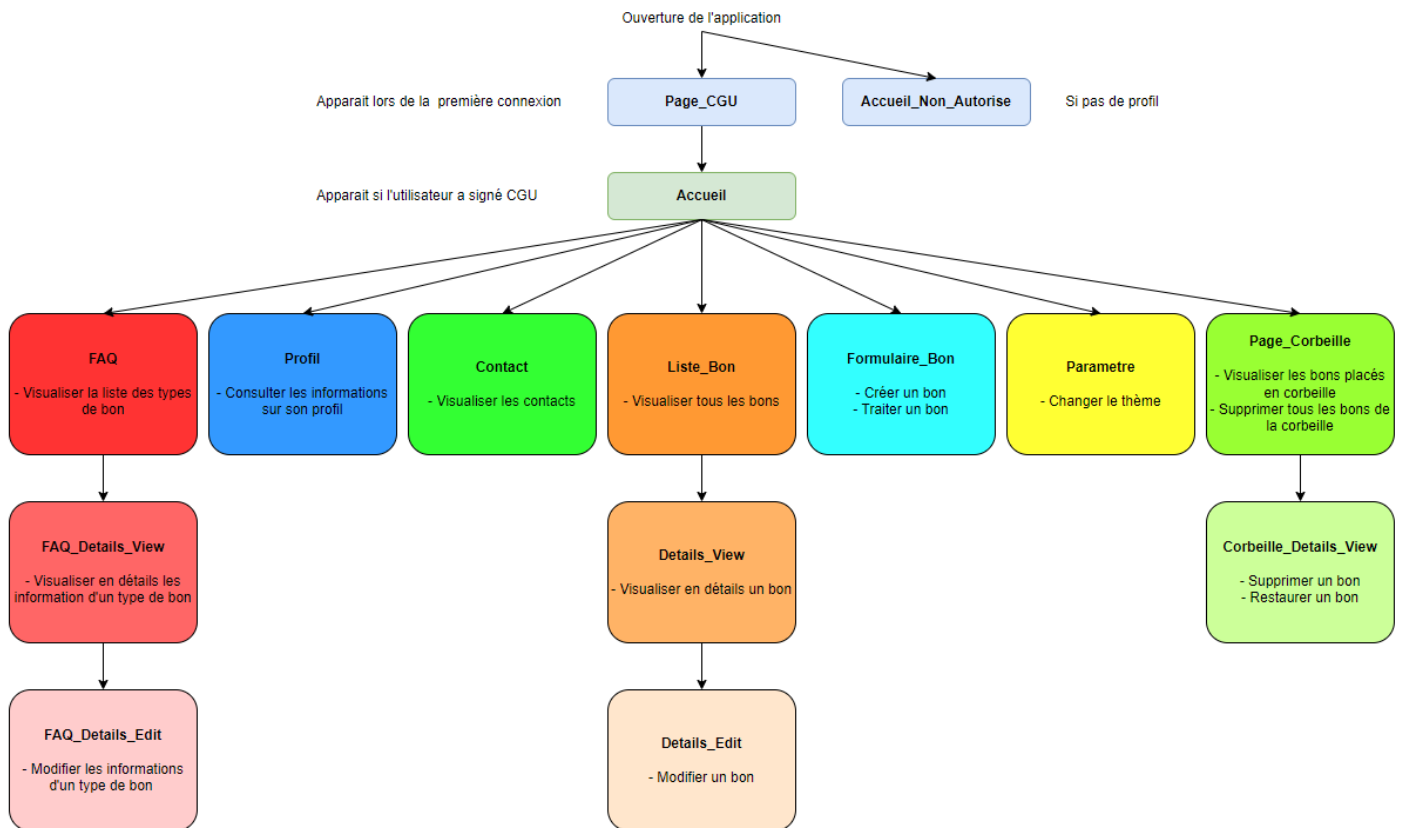 Ouverture de l'application
Apparait lors de la première connexion
Page_CGU
Accueil_Non_Autorise
Si pas de profil
Apparait si l'utilisateur a signé CGU
Accueil
FAQ
- Visualiser la liste des types
de bon
Profil
- Consulter les informations
sur son profil
Contact
- Visualiser les contacts
Liste_Bon
- Visualiser tous les bons
Formulaire_Bon
- Créer un bon
- Traiter un bon
Parametre
- Changer le thème
Page_Corbeille
- Visualiser les bons placés
en corbeille
- Supprimer tous les bons de
la corbeille
FAQ_Details_View
- Visualiser en détails les
information d'un type de bon
Details_View
- Visualiser en détails un bon
Corbeille_Details_View
- Supprimer un bon
- Restaurer un bon
FAQ_Details_Edit
- Modifier les informations
d'un type de bon
Details_Edit
- Modifier un bon